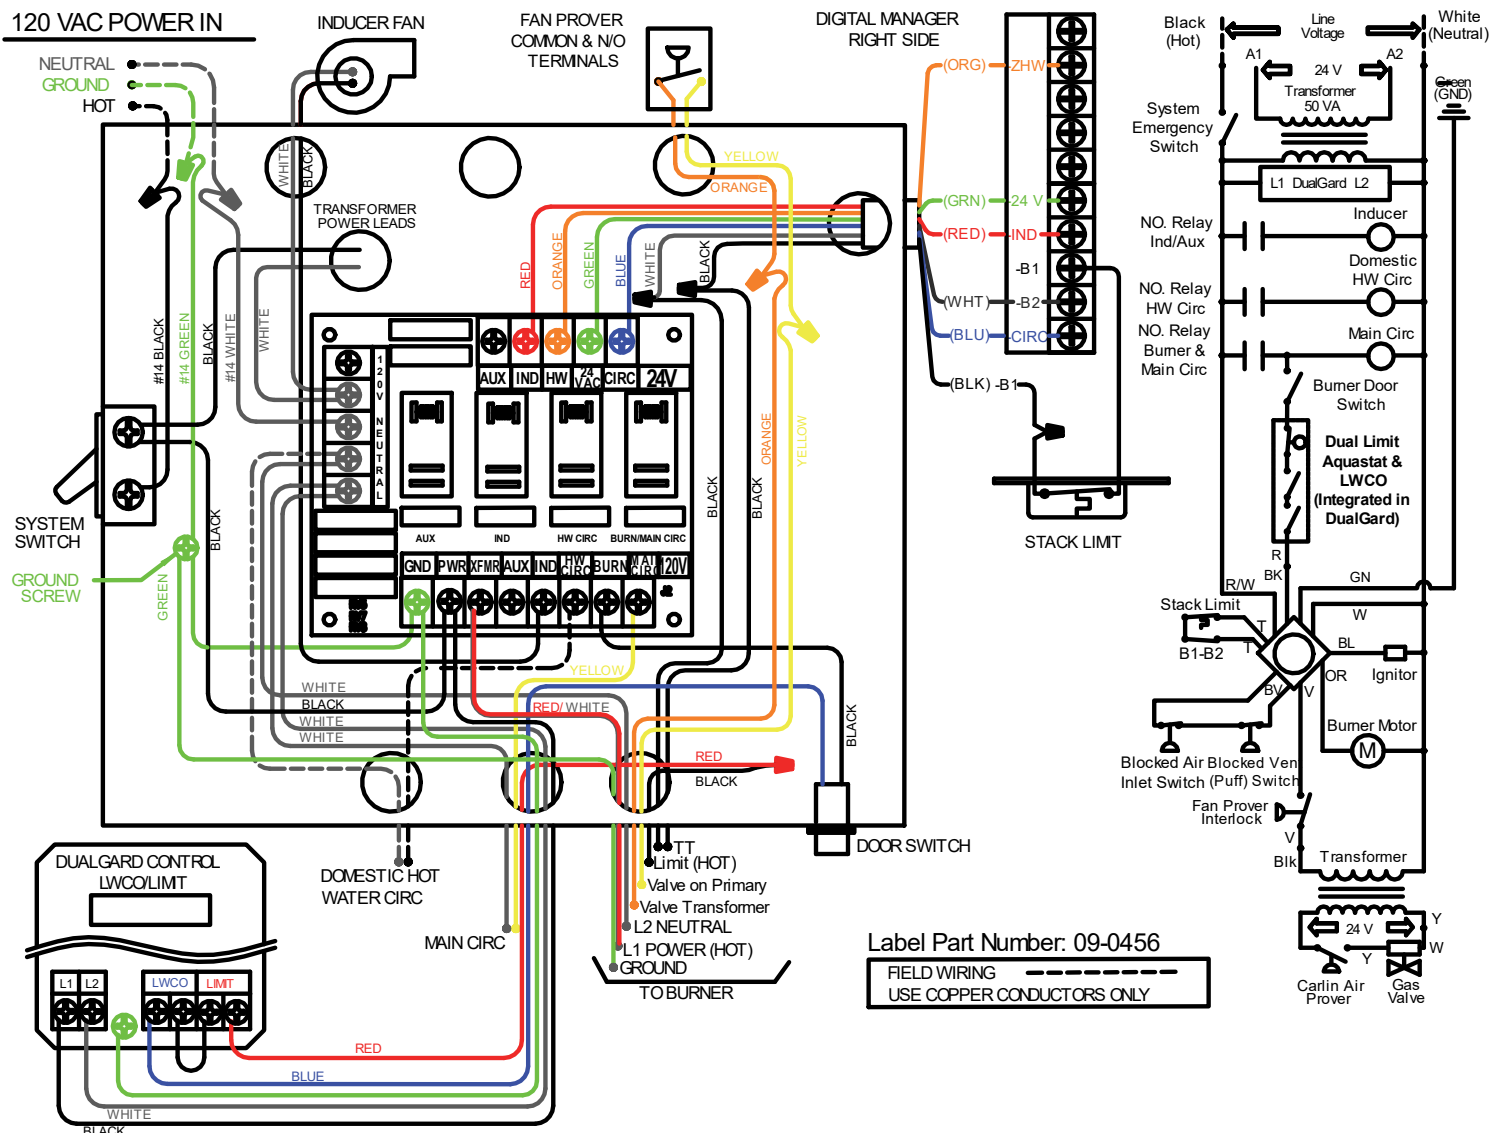 120 VAC POWER IN
NEUTRAL
GROUND
HOT
INDUCER FAN
FAN PROVER
COMMON & N/O
TERMINALS
DIGITAL MANAGER
RIGHT SIDE
(ORG)
-ZHW
(GRN)
-24 V
(RED)
-IND
-B1
(WHT)
-B2
(BLU)
-CIRC
(BLK)
-B1
STACK LIMIT
WHITE
BLACK
YELLOW
ORANGE
TRANSFORMER
POWER LEADS
RED
ORANGE
GREEN
BLUE
WHITE
BLACK
#14 BLACK
#14 GREEN
BLACK
#14 WHITE
WHITE
120V NEUTRAL
AUX
IND
HW
24
VAC
CIRC
24V
AUX
IND
HW CIRC
BURN/MAIN CIRC
GND
PWR
XFMR
AUX
IND
HW
CIRC
BURN
MAI
CIRC
120V
J2
BLACK
BLACK
ORANGE
YELLOW
SYSTEM
SWITCH
BLACK
GROUND
SCREW
GREEN
WHITE
BLACK
WHITE
WHITE
YELLOW
RED/ WHITE
RED
BLACK
BLACK
DOOR SWITCH
DOMESTIC HOT
WATER CIRC
MAIN CIRC
TT
Limit (HOT)
Valve on Primary
Valve Transformer
L2 NEUTRAL
L1 POWER (HOT)
GROUND
TO BURNER
DUALGARD CONTROL
LWCO/LIMIT
L1
L2
LWCO
LIMIT
RED
BLUE
WHITE
BLACK
Label Part Number: 09-0456
FIELD WIRING
USE COPPER CONDUCTORS ONLY
Black
(Hot)
Line
Voltage
White
(Neutral)
A1
24 V
A2
Transformer
50 VA
Green
(GND)
System
Emergency
Switch
L1 DualGard L2
NO. Relay
Ind/Aux
Inducer
Domestic
HW Circ
NO. Relay
HW Circ
NO. Relay
Burner &
Main Circ
Main Circ
Burner Door
Switch
Dual Limit
Aquastat &
LWCO
(Integrated in
DualGard)
R
BK
GN
R/W
W
Stack Limit
T
T
B1-B2
BL
OR
Ignitor
BV
V
Burner Motor
M
Blocked Air
Inlet Switch
Blocked Ven
(Puff) Switch
Fan Prover
Interlock
V
Blk
Transformer
24 V
Y
W
Y
Carlin Air
Prover
Gas
Valve